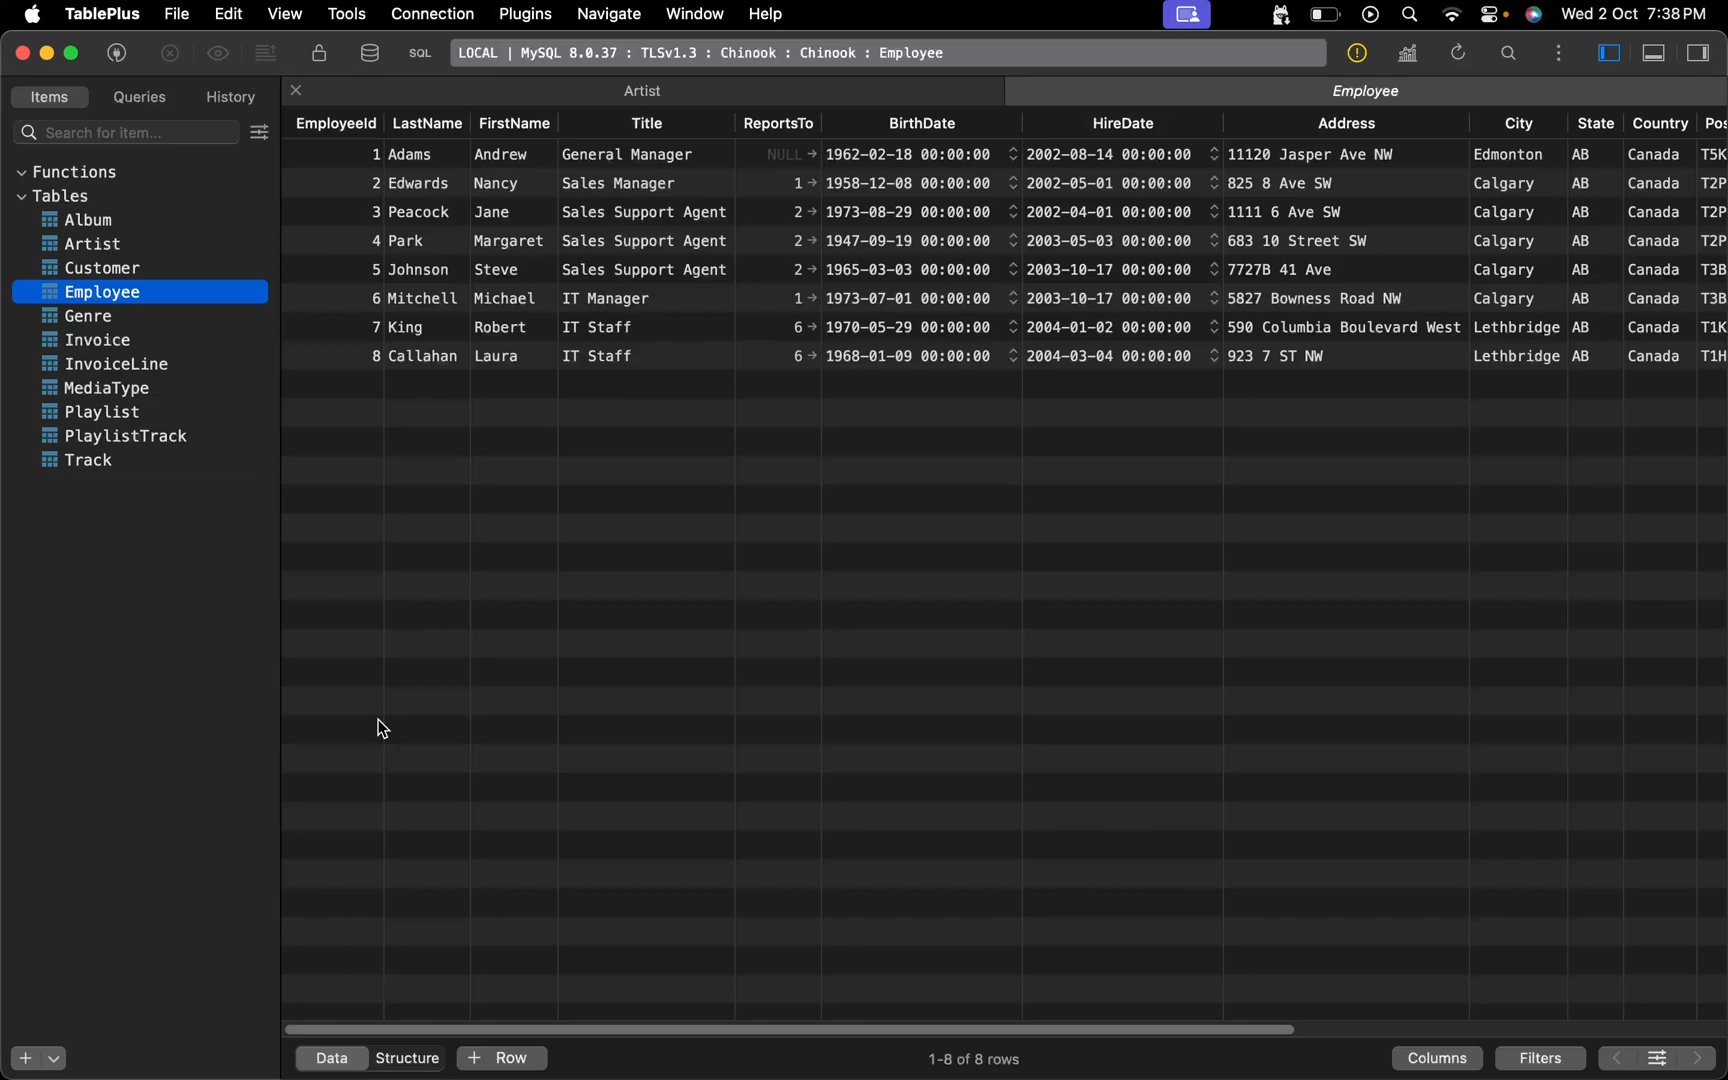 TablePlus File Edit View Tools Connection Plugins Navigate Window Help Wed 2 Oct 7:38 PM
SQL LOCAL | MySQL 8.0.37 : TLSv1.3 : Chinook : Chinook : Employee
Items Queries History
Artist Employee
Search for item...
Functions
Tables
Album
Artist
Customer
Employee
Genre
Invoice
InvoiceLine
MediaType
Playlist
PlaylistTrack
Track
EmployeeId LastName FirstName Title ReportsTo BirthDate HireDate Address City State Country Pos
1 Adams Andrew General Manager NULL → 1962-02-18 00:00:00 2002-08-14 00:00:00 11120 Jasper Ave NW Edmonton AB Canada T5K
2 Edwards Nancy Sales Manager 1 → 1958-12-08 00:00:00 2002-05-01 00:00:00 825 8 Ave SW Calgary AB Canada T2P
3 Peacock Jane Sales Support Agent 2 → 1973-08-29 00:00:00 2002-04-01 00:00:00 1111 6 Ave SW Calgary AB Canada T2P
4 Park Margaret Sales Support Agent 2 → 1947-09-19 00:00:00 2003-05-03 00:00:00 683 10 Street SW Calgary AB Canada T2P
5 Johnson Steve Sales Support Agent 2 → 1965-03-03 00:00:00 2003-10-17 00:00:00 7727B 41 Ave Calgary AB Canada T3B
6 Mitchell Michael IT Manager 1 → 1973-07-01 00:00:00 2003-10-17 00:00:00 5827 Bowness Road NW Calgary AB Canada T3B
7 King Robert IT Staff 6 → 1970-05-29 00:00:00 2004-01-02 00:00:00 590 Columbia Boulevard West Lethbridge AB Canada T1K
8 Callahan Laura IT Staff 6 → 1968-01-09 00:00:00 2004-03-04 00:00:00 923 7 ST NW Lethbridge AB Canada T1H
Data Structure + Row 1-8 of 8 rows Columns Filters